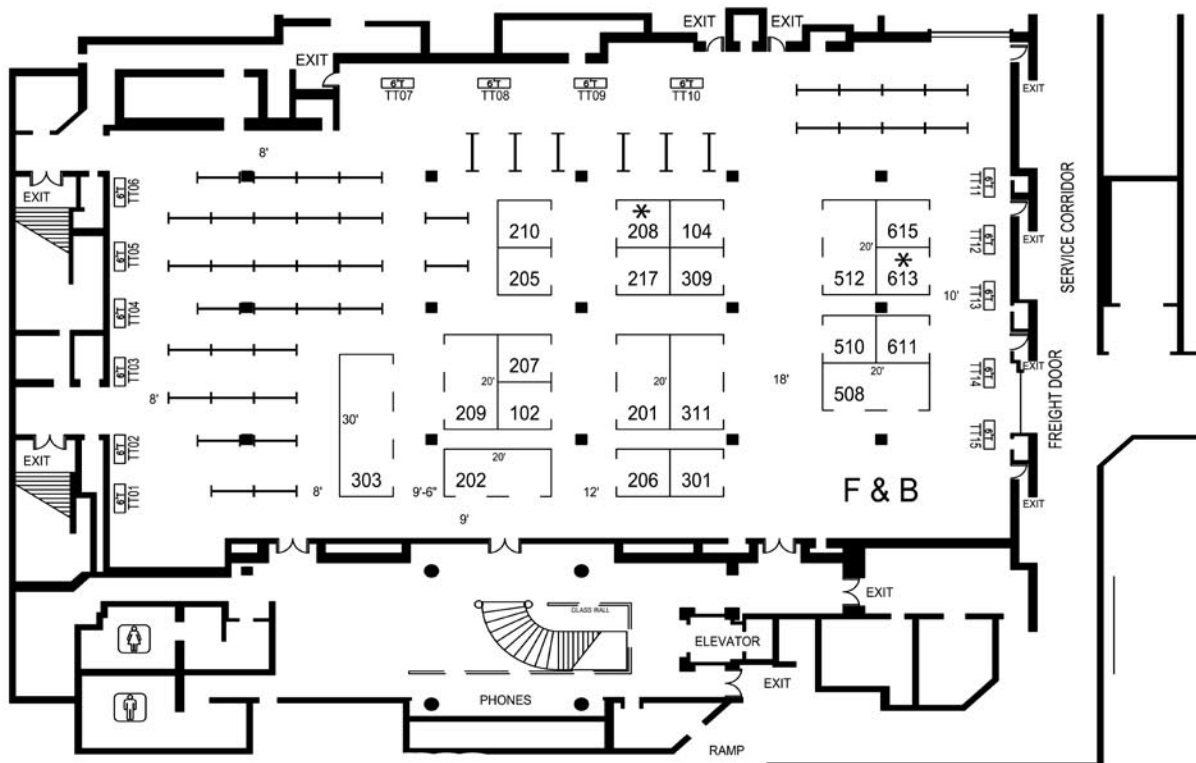 EXIT
EXIT
EXIT
6'T
TT07
6'T
TT08
6'T
TT09
6'T
TT10
EXIT
8'
EXIT
6'T
TT06
6'T
TT05
6'T
TT04
6'T
TT03
6'T
TT02
6'T
TT01
6'T
TT11
6'T
TT12
6'T
TT13
6'T
TT14
6'T
TT15
EXIT
EXIT
EXIT
SERVICE CORRIDOR
FREIGHT DOOR
210
205
*
208
104
217
309
615
20'
*
512
613
10'
510
611
20'
508
18'
207
20'
209
102
20'
201
311
30'
303
8'
8'
9'-6"
20'
202
9'
12'
206
301
F & B
EXIT
EXIT
GLASS WALL
ELEVATOR
EXIT
PHONES
RAMP